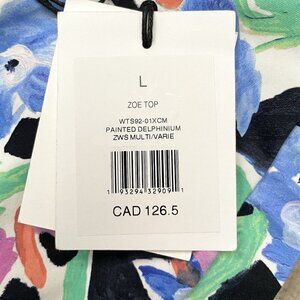 L
ZOE TOP
WTS92-01XCM
PAINTED DELPHINIUM
ZWS MULTI/VARIE
1 93294 32909 1
CAD 126.5